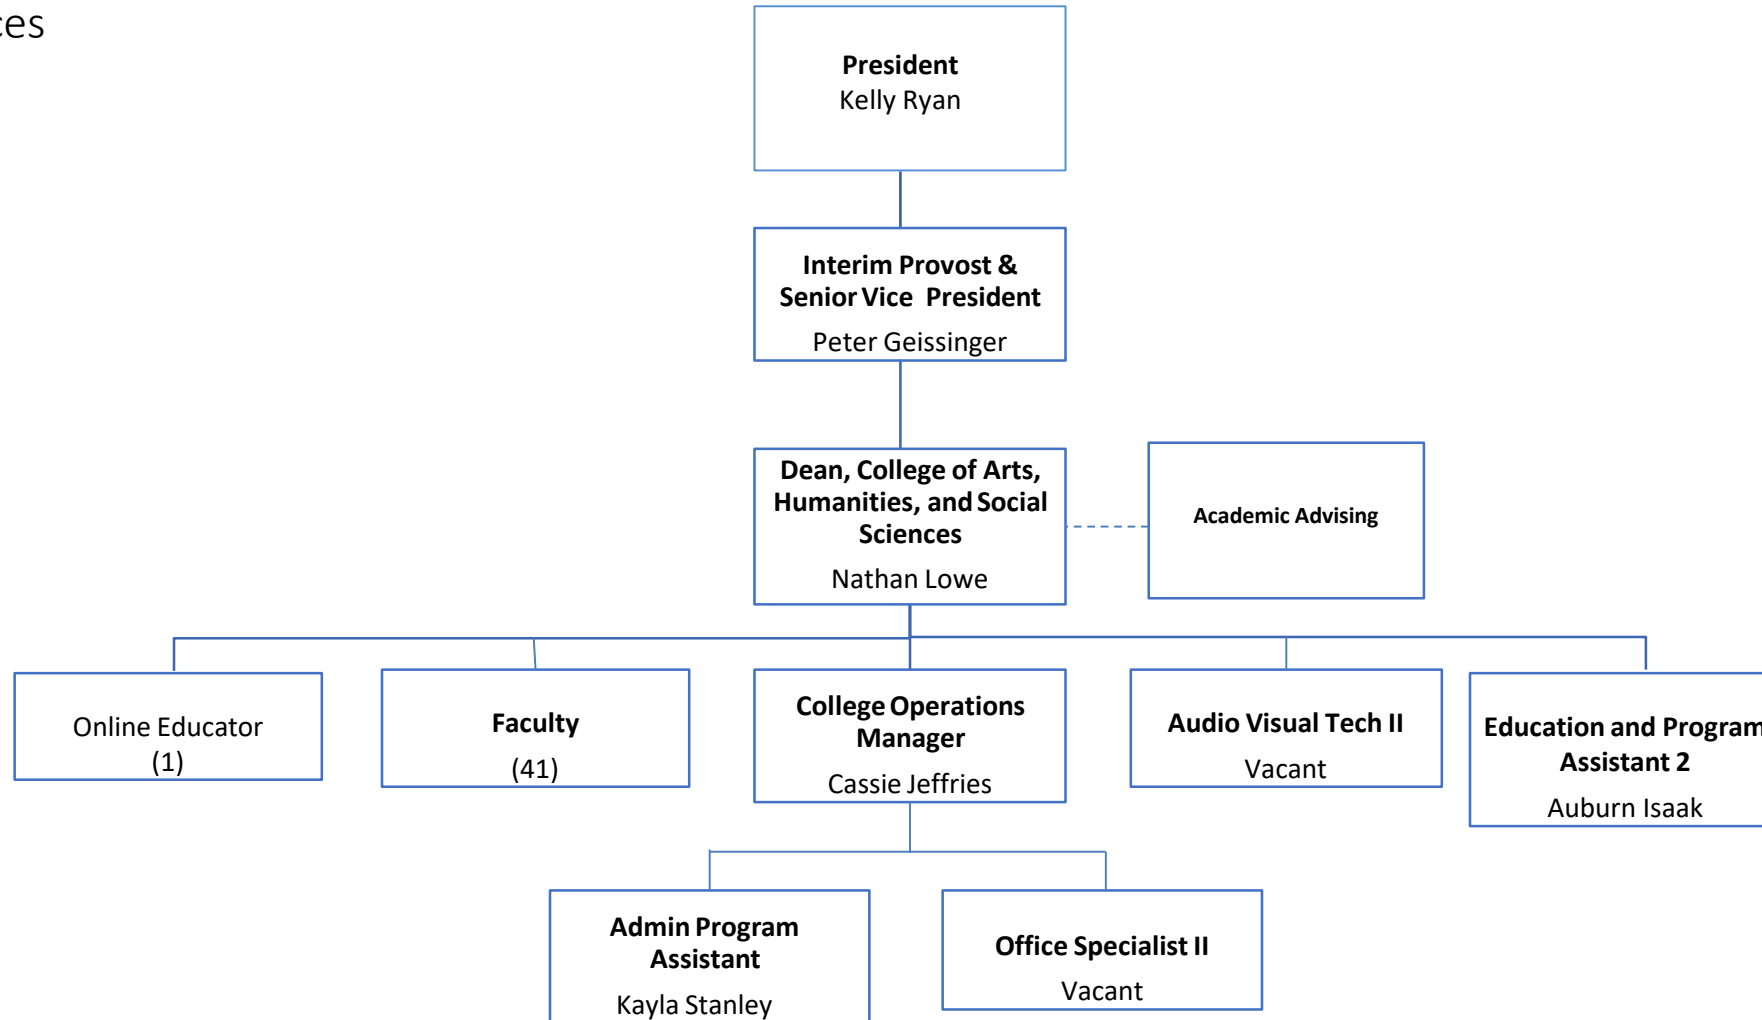 President
Kelly Ryan
Interim Provost &
Senior Vice President
Peter Geissinger
Dean, College of Arts,
Humanities, and Social
Sciences
Nathan Lowe
Academic Advising
Online Educator
(1)
Faculty
(41)
College Operations
Manager
Cassie Jeffries
Audio Visual Tech II
Vacant
Education and Program
Assistant 2
Auburn Isaak
Admin Program
Assistant
Kayla Stanley
Office Specialist II
Vacant